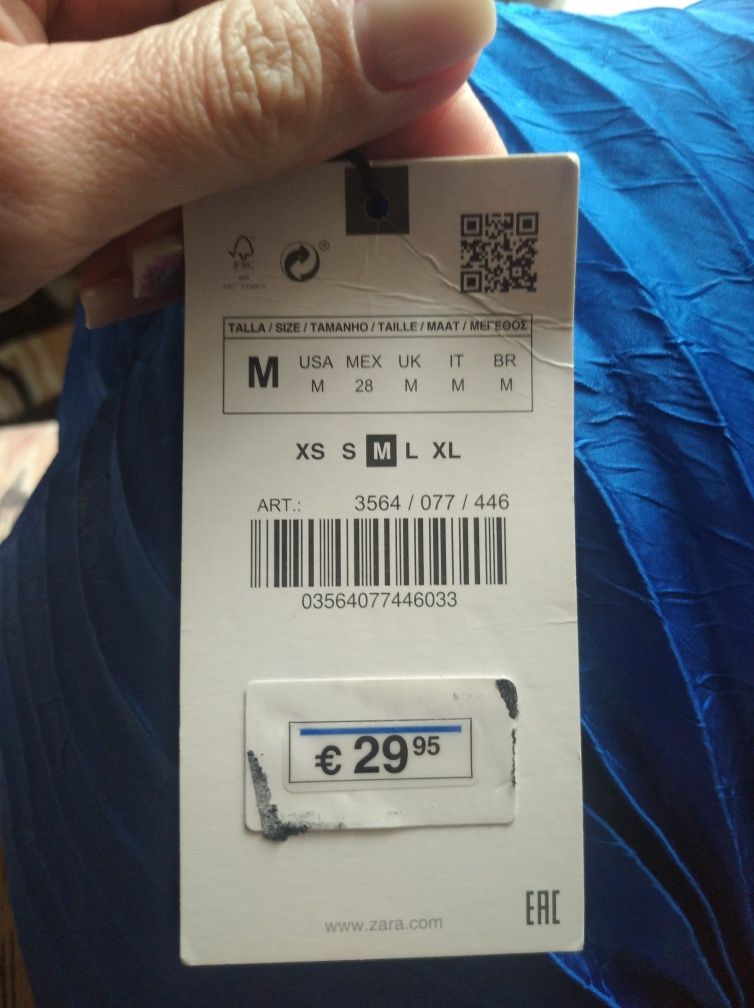 FSC
®
TALLA / SIZE / TAMANHO / TAILLE / MAAT / ΜΕΓΕΘΟΣ
M USA MEX UK IT BR
M 28 M M M
XS S M L XL
ART.: 3564 / 077 / 446
03564077446033
€ 29 95
www.zara.com
EAC